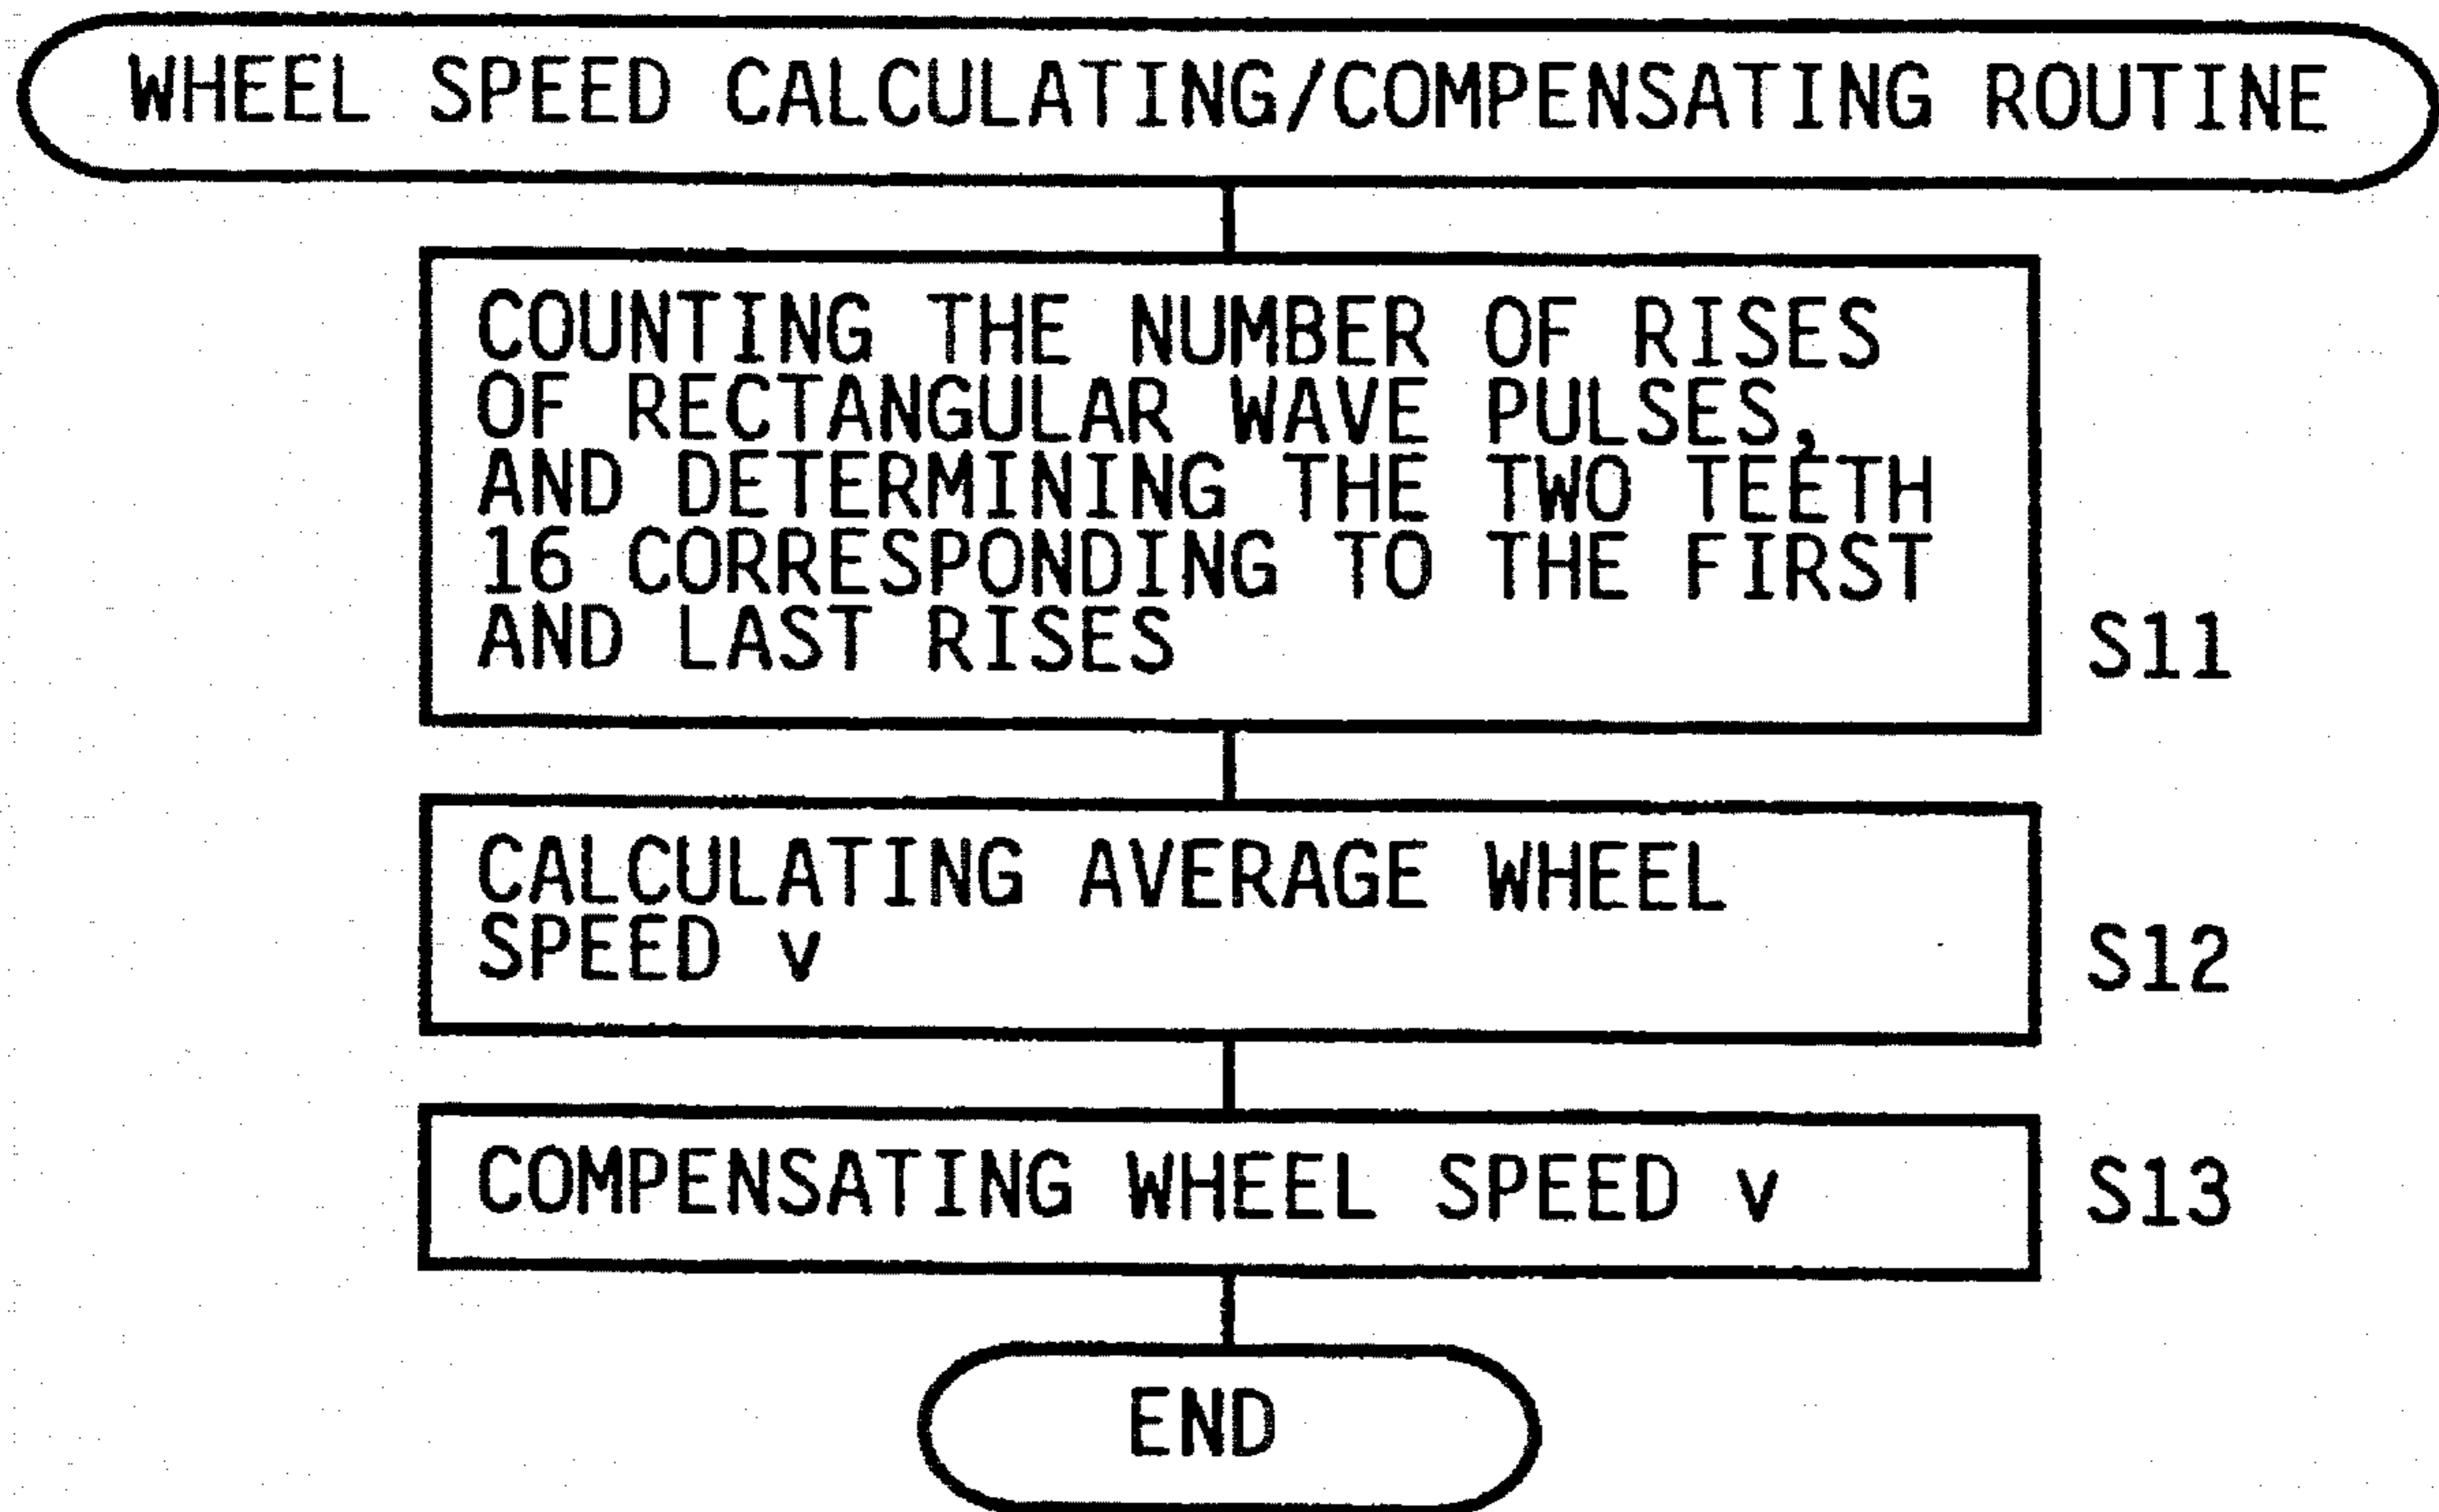 WHEEL SPEED CALCULATING/COMPENSATING ROUTINE
COUNTING THE NUMBER OF RISES
OF RECTANGULAR WAVE PULSES,
AND DETERMINING THE TWO TEETH
16 CORRESPONDING TO THE FIRST
AND LAST RISES
S11
CALCULATING AVERAGE WHEEL
SPEED v
S12
COMPENSATING WHEEL SPEED v
S13
END